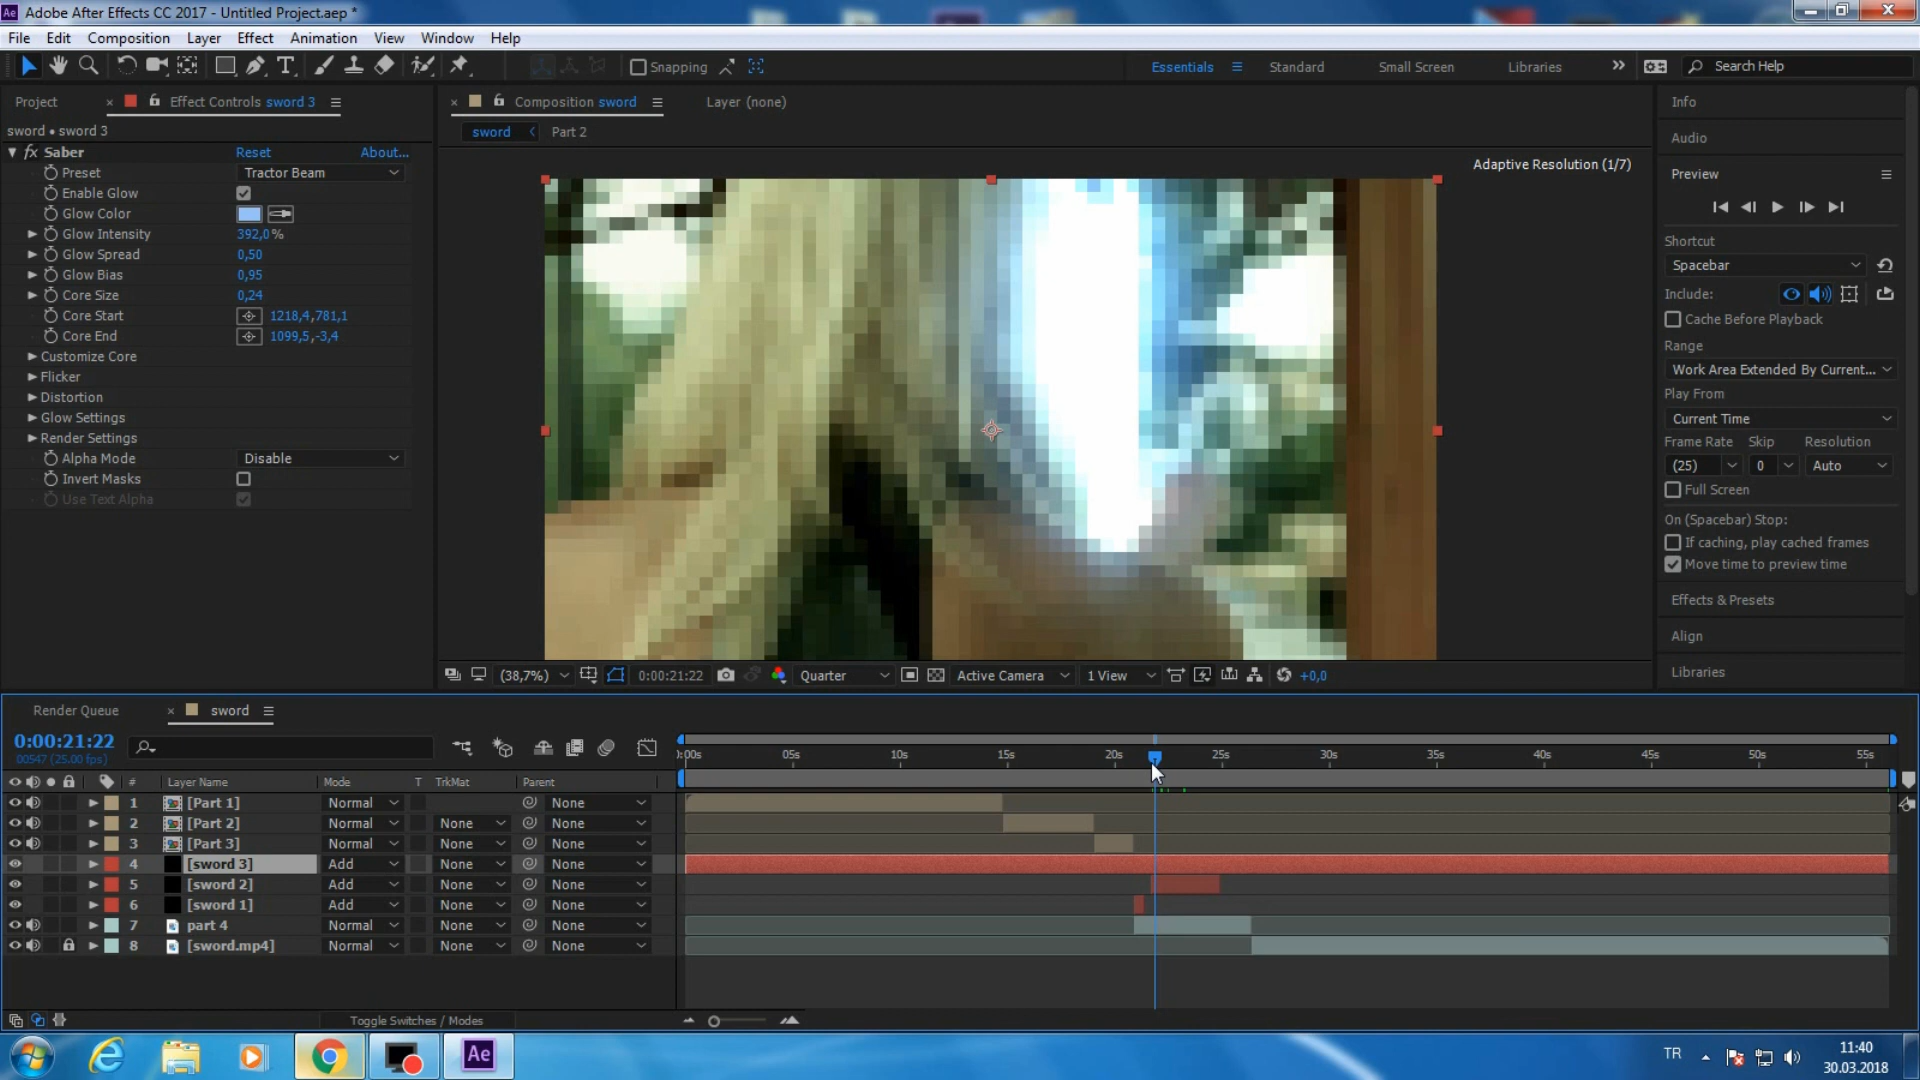 Adobe After Effects CC 2017 - Untitled Project.aep *
File Edit Composition Layer Effect Animation View Window Help
Snapping Essentials Standard Small Screen Libraries Search Help
Project Effect Controls sword 3 Composition sword Layer (none) Info
sword • sword 3 sword Part 2 Audio
fx Saber Reset About... Adaptive Resolution (1/7)
Preset Tractor Beam Preview
Enable Glow
Glow Color
Glow Intensity 392,0%
Shortcut
Glow Spread 0,50
Spacebar
Glow Bias 0,95
Core Size 0,24 Include:
Core Start 1218,4,781,1 Cache Before Playback
Core End 1099,5,-3,4
Range
Customize Core
Work Area Extended By Current...
Flicker
Play From
Distortion
Current Time
Glow Settings
Render Settings Frame Rate Skip Resolution
Alpha Mode Disable (25) 0 Auto
Invert Masks Full Screen
Use Text Alpha
On (Spacebar) Stop:
If caching, play cached frames
Move time to preview time
Effects & Presets
Align
Libraries
(38,7%) 0:00:21:22 Quarter Active Camera 1 View +0,0
Render Queue sword
0:00:21:22
00547 (25.00 fps)
:00s 05s 10s 15s 20s 25s 30s 35s 40s 45s 50s 55s
# Layer Name Mode T TrkMat Parent
1 [Part 1] Normal None
2 [Part 2] Normal None None
3 [Part 3] Normal None None
4 [sword 3] Add None None
5 [sword 2] Add None None
6 [sword 1] Add None None
7 part 4 Normal None None
8 [sword.mp4] Normal None None
Toggle Switches / Modes
Ae TR 11:40
30.03.2018